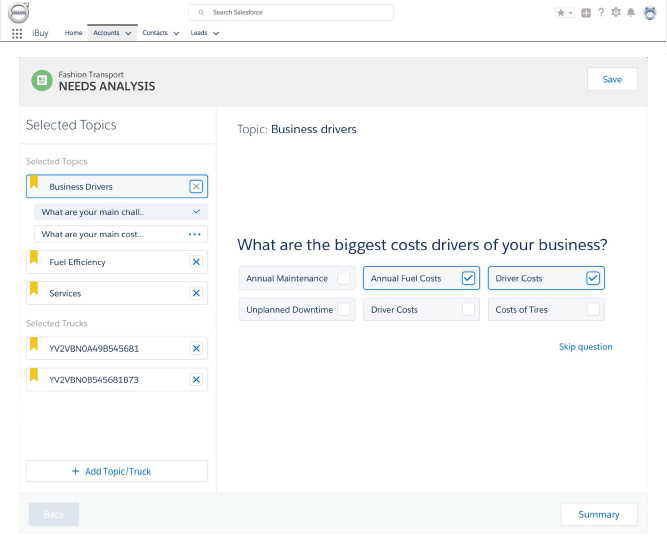 VOLVO
Search Salesforce
iBuy Home Accounts Contacts Leads
Fashion Transport
NEEDS ANALYSIS
Save
Selected Topics
Topic: Business drivers
Selected Topics
Business Drivers
What are your main chall..
What are your main cost...
Fuel Efficiency
Services
Selected Trucks
YV2VBN0A49B545681
YV2VBN0B545681B73
+ Add Topic/Truck
What are the biggest costs drivers of your business?
Annual Maintenance
Annual Fuel Costs
Driver Costs
Unplanned Downtime
Driver Costs
Costs of Tires
Skip question
Back
Summary